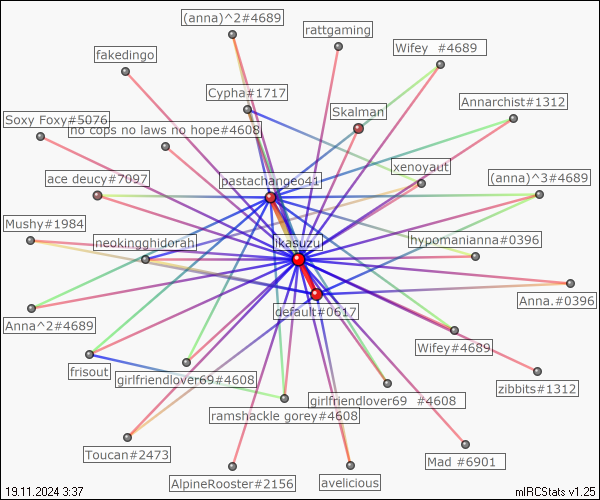 (anna)^2#4689
rattgaming
Wifey #4689
fakedingo
Cypha#1717
Skalman
Annarchist#1312
Soxy Foxy#5076
no cops no laws no hope#4608
xenoyaut
ace deucy#7097
pastachangeo41
(anna)^3#4689
Mushy#1984
neokingghidorah
ikasuzu
hypomanianna#0396
Anna.#0396
default#0617
Anna^2#4689
Wifey#4689
frisout
girlfriendlover69#4608
girlfriendlover69 #4608
zibbits#1312
ramshackle gorey#4608
Toucan#2473
Mad #6901
AlpineRooster#2156
avelicious
19.11.2024 3:37
mIRCStats v1.25